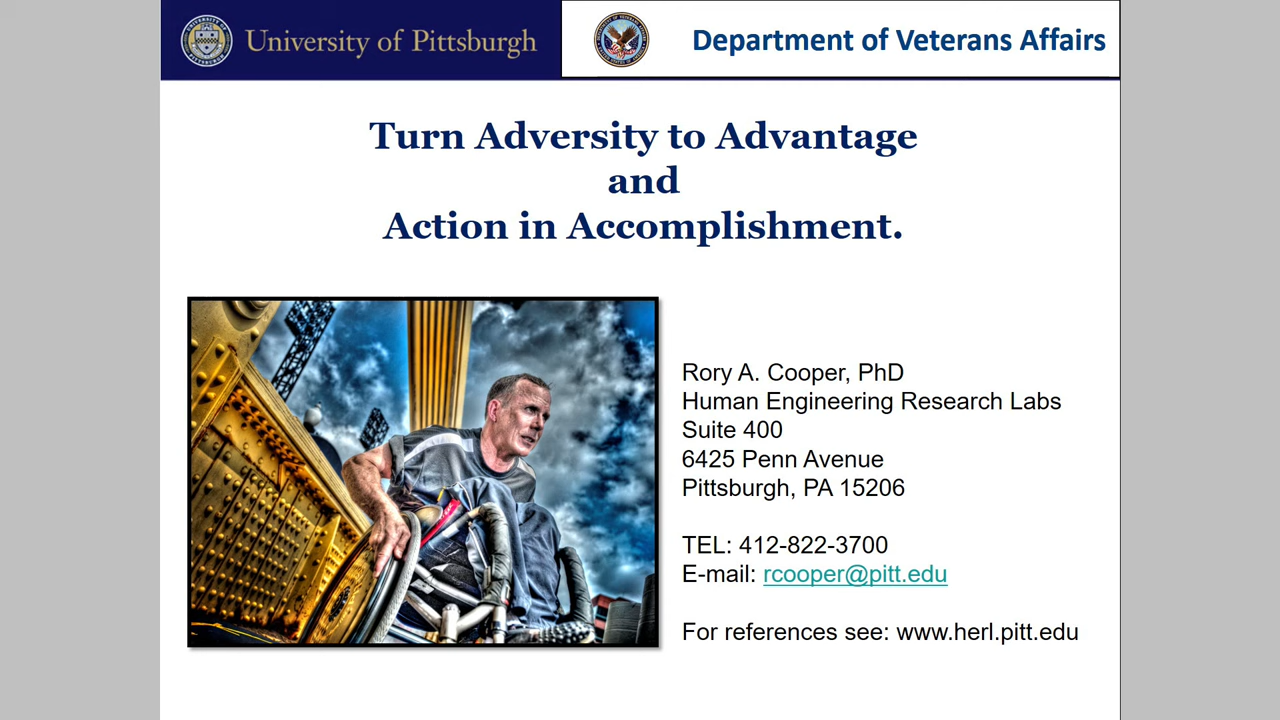 University of Pittsburgh
Department of Veterans Affairs
Turn Adversity to Advantage
and
Action in Accomplishment.
Rory A. Cooper, PhD
Human Engineering Research Labs
Suite 400
6425 Penn Avenue
Pittsburgh, PA 15206
TEL: 412-822-3700
E-mail: rcooper@pitt.edu
For references see: www.herl.pitt.edu